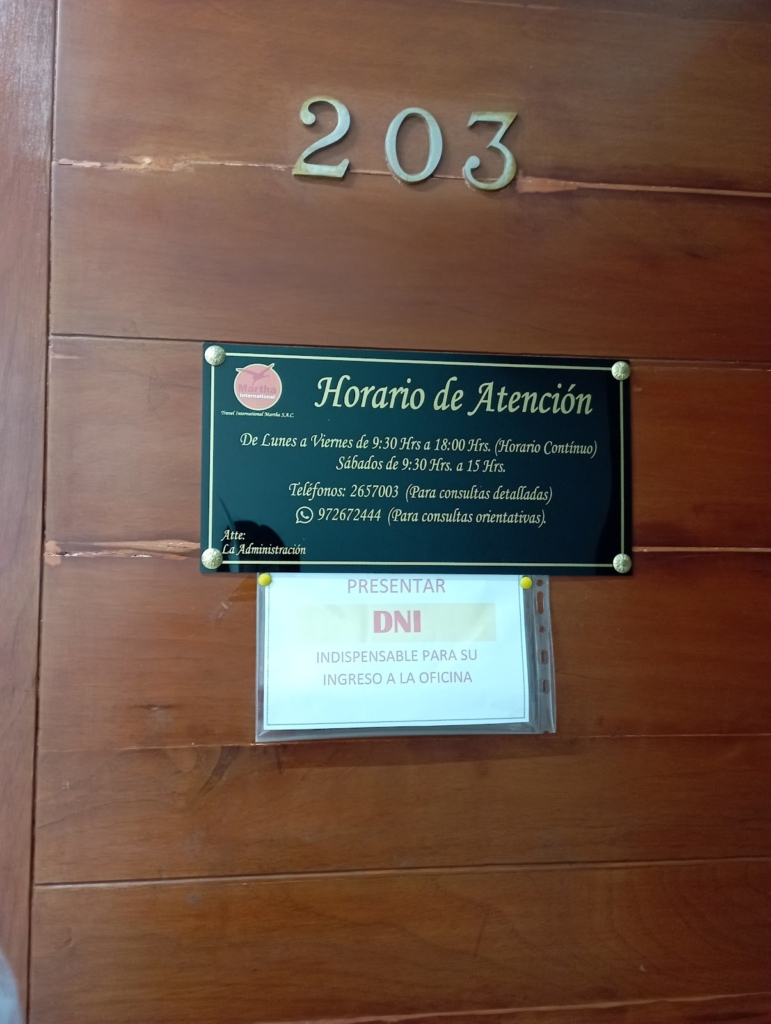 203
Martha
International
Travel International Martha S.A.C.
Horario de Atención
De Lunes a Viernes de 9:30 Hrs a 18:00 Hrs. (Horario Contínuo)
Sábados de 9:30 Hrs. a 15 Hrs.
Teléfonos: 2657003 (Para consultas detalladas)
972672444 (Para consultas orientativas).
Atte:
La Administración
PRESENTAR
DNI
INDISPENSABLE PARA SU
INGRESO A LA OFICINA